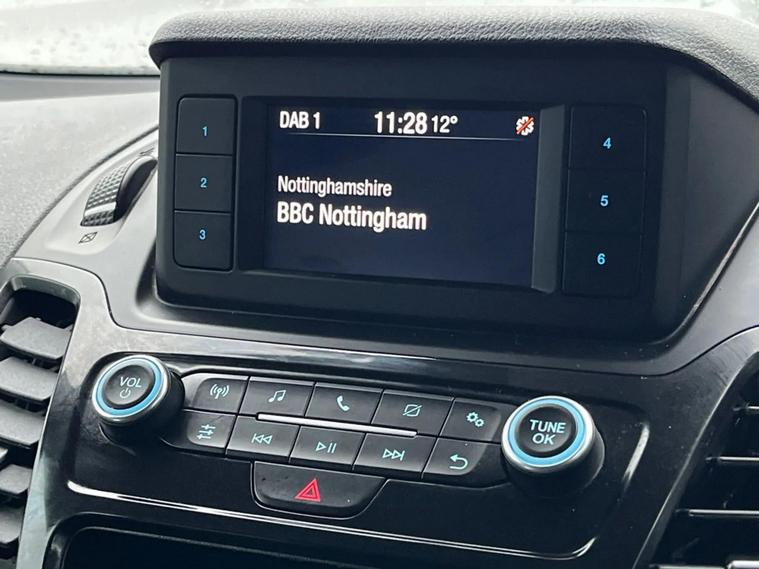 DAB 1 11:28 12°
Nottinghamshire
BBC Nottingham
1
2
3
4
5
6
VOL
TUNE
OK